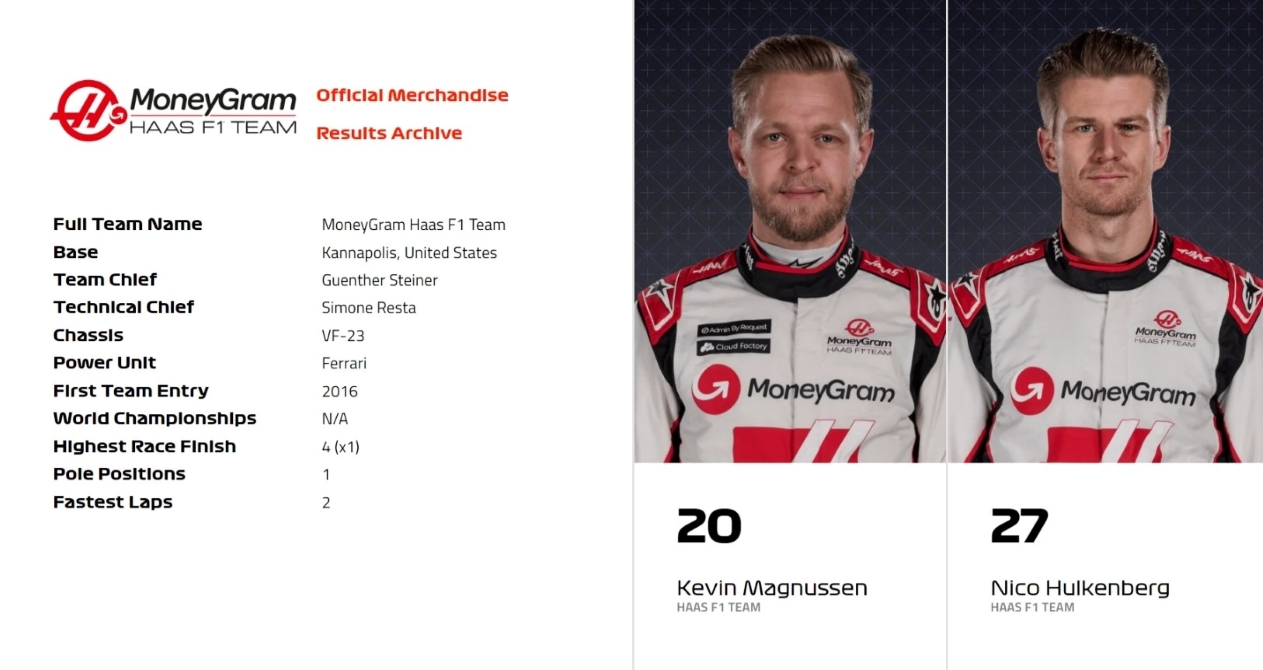 MoneyGram
HAAS F1 TEAM
Official Merchandise
Results Archive
Full Team Name MoneyGram Haas F1 Team
Base Kannapolis, United States
Team Chief Guenther Steiner
Technical Chief Simone Resta
Chassis VF-23
Power Unit Ferrari
First Team Entry 2016
World Championships N/A
Highest Race Finish 4 (x1)
Pole Positions 1
Fastest Laps 2
Haas
Admin By Request
Cloud Factory
MoneyGram
HAAS F1 TEAM
MoneyGram
20
Kevin Magnussen
HAAS F1 TEAM
Haas
MoneyGram
HAAS F1 TEAM
MoneyGram
27
Nico Hulkenberg
HAAS F1 TEAM